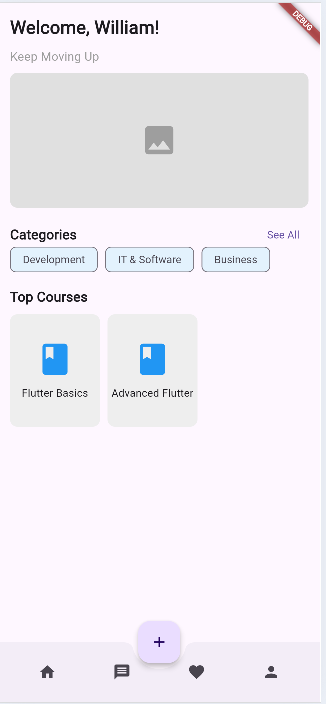 Welcome, William!
DEBUG
Keep Moving Up
Categories
See All
Development
IT & Software
Business
Top Courses
Flutter Basics
Advanced Flutter